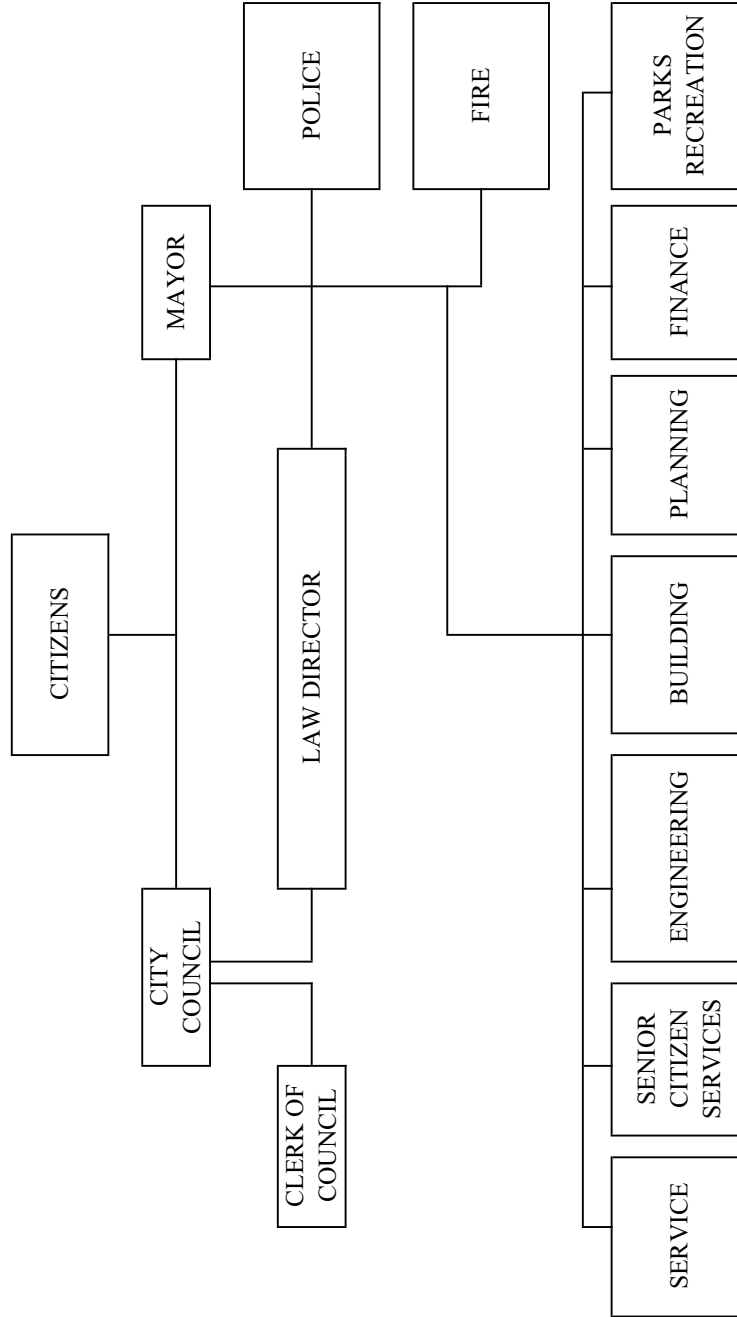 CITIZENS
CITY
COUNCIL
MAYOR
CLERK OF
COUNCIL
LAW DIRECTOR
POLICE
FIRE
SERVICE
SENIOR
CITIZEN
SERVICES
ENGINEERING
BUILDING
PLANNING
FINANCE
PARKS
RECREATION